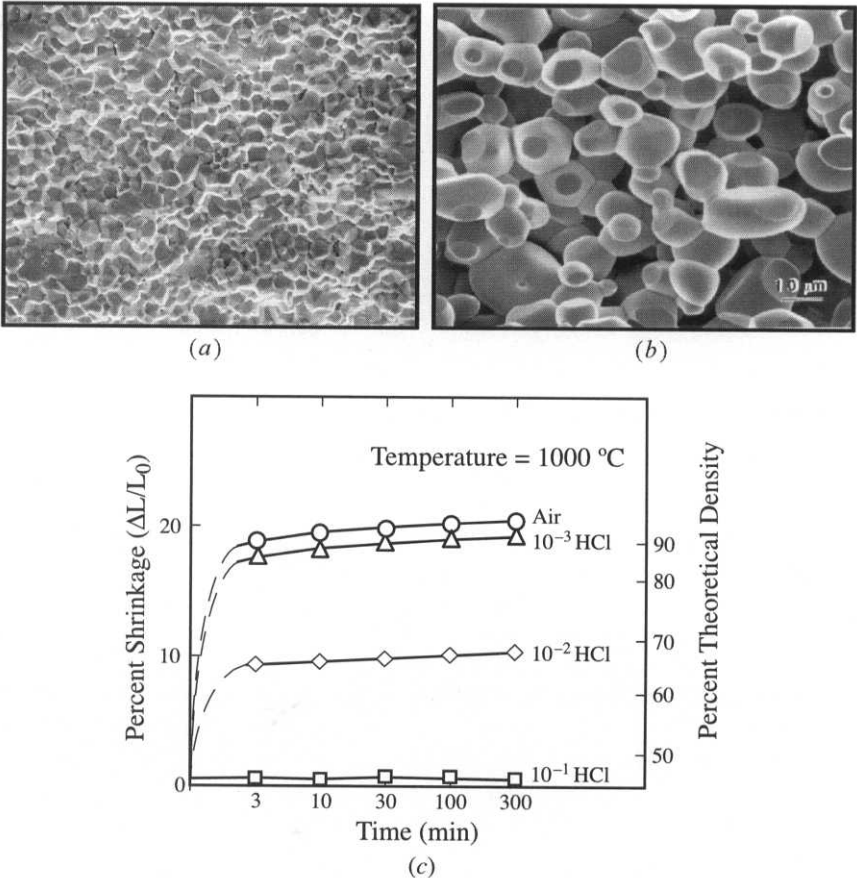 1.0 μm
(a)
(b)
Temperature = 1000 ºC
Percent Shrinkage (ΔL/L₀)
20
10
0
Air
10⁻³ HCl
10⁻² HCl
10⁻¹ HCl
90
80
70
60
50
Percent Theoretical Density
3 10 30 100 300
Time (min)
(c)